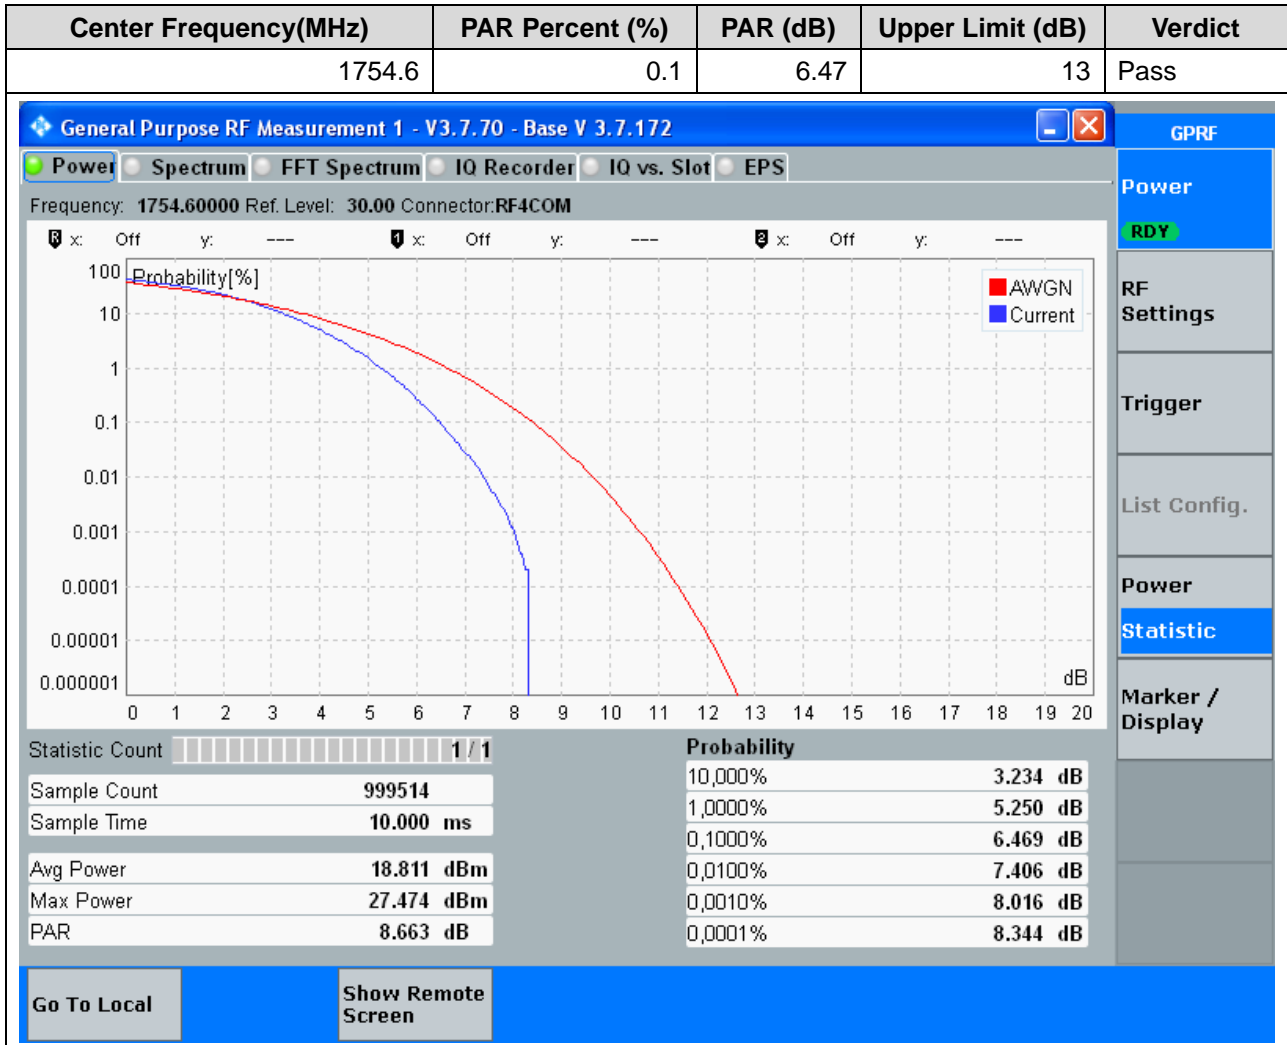 Center Frequency(MHz) PAR Percent (%) PAR (dB) Upper Limit (dB) Verdict
1754.6 0.1 6.47 13 Pass
General Purpose RF Measurement 1 - V3.7.70 - Base V 3.7.172
GPRF
Power Spectrum FFT Spectrum IQ Recorder IQ vs. Slot EPS
Power
RDY
Frequency: 1754.60000 Ref. Level: 30.00 Connector:RF4COM
R x: Off y: --- 1 x: Off y: --- 2 x: Off y: ---
Probability[%]
AWGN
Current
100
10
1
0.1
0.01
0.001
0.0001
0.00001
0.000001
dB
0 1 2 3 4 5 6 7 8 9 10 11 12 13 14 15 16 17 18 19 20
RF
Settings
Trigger
List Config.
Power
Statistic
Marker /
Display
Statistic Count 1 / 1
Sample Count 999514
Sample Time 10.000 ms
Avg Power 18.811 dBm
Max Power 27.474 dBm
PAR 8.663 dB
Probability
10,000% 3.234 dB
1,0000% 5.250 dB
0,1000% 6.469 dB
0,0100% 7.406 dB
0,0010% 8.016 dB
0,0001% 8.344 dB
Go To Local
Show Remote
Screen